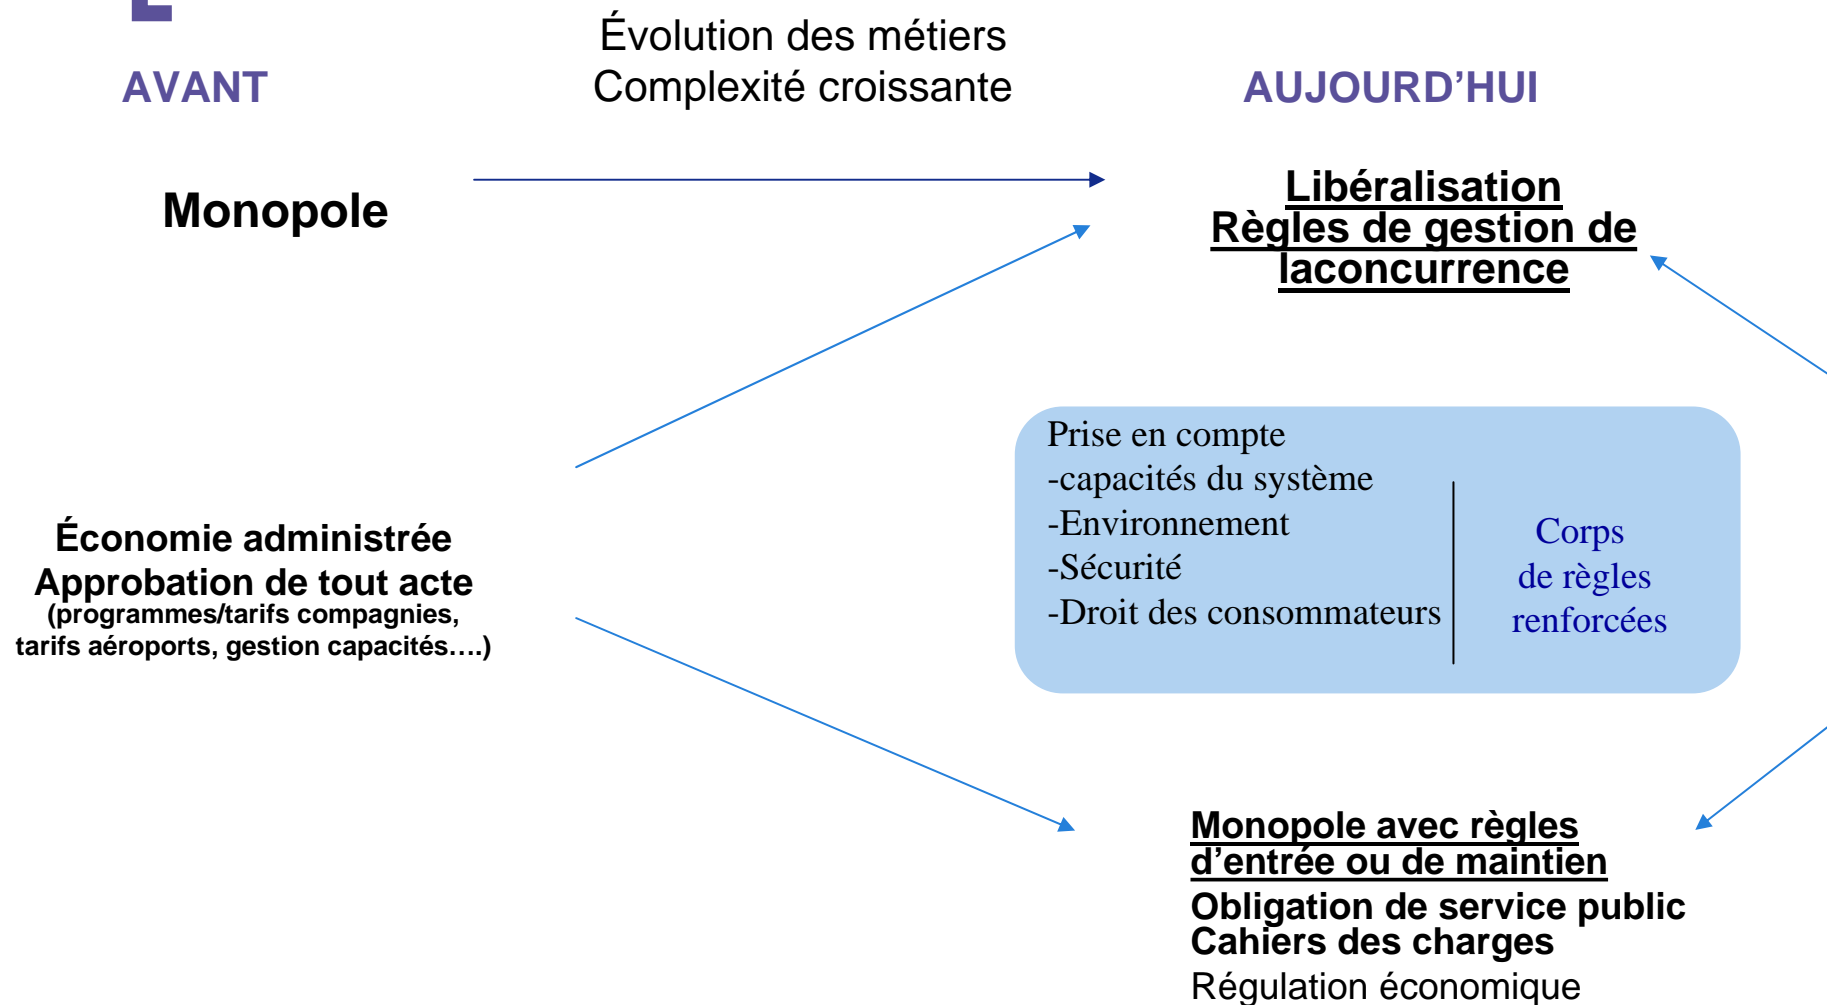 Évolution des métiers
Complexité croissante
AVANT
AUJOURD’HUI
Monopole
Libéralisation
Règles de gestion de
laconcurrence
Économie administrée
Approbation de tout acte
(programmes/tarifs compagnies,
tarifs aéroports, gestion capacités….)
Prise en compte
-capacités du système
-Environnement
-Sécurité
-Droit des consommateurs
Corps
de règles
renforcées
Monopole avec règles
d’entrée ou de maintien
Obligation de service public
Cahiers des charges
Régulation économique